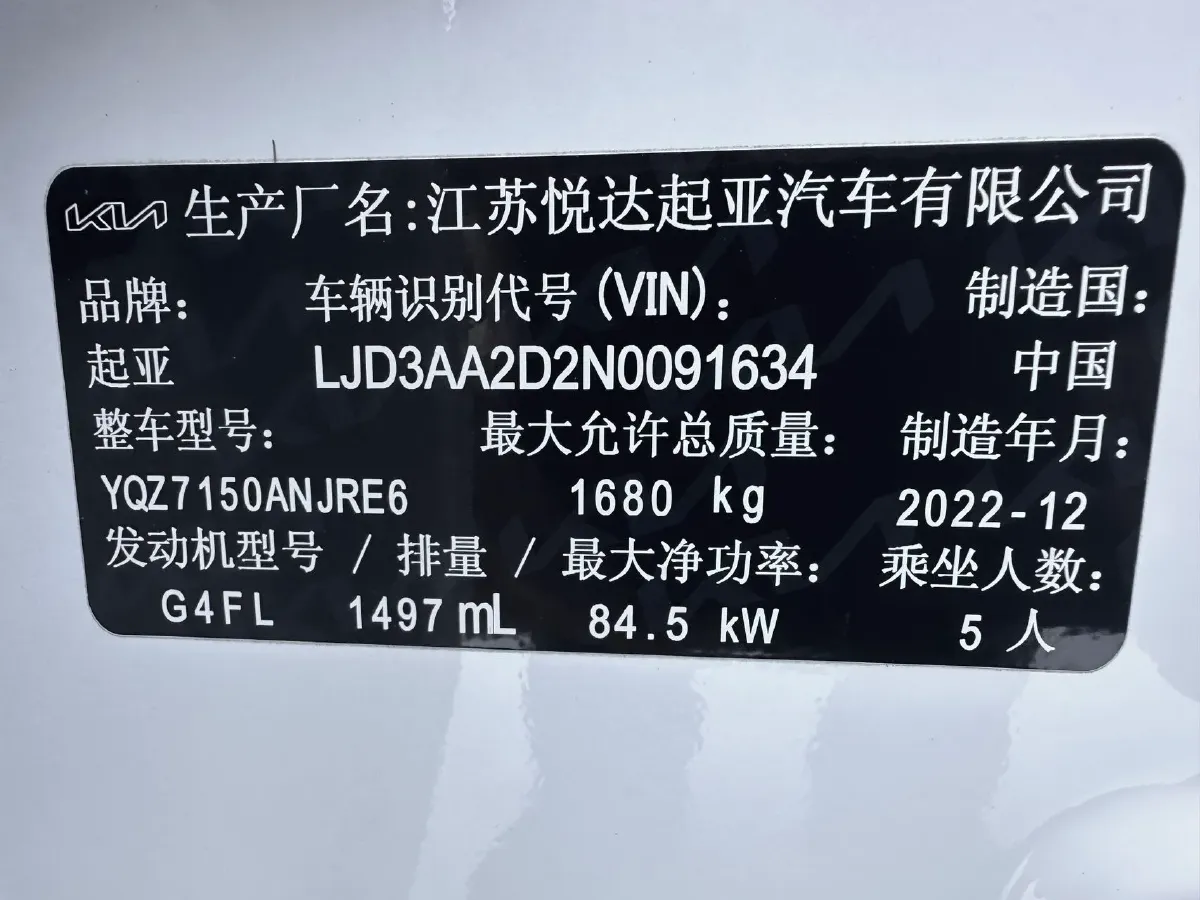 KIA 生产厂名:江苏悦达起亚汽车有限公司
品牌: 车辆识别代号(VIN): 制造国:
起亚 LJD3AA2D2N0091634 中国
整车型号: 最大允许总质量: 制造年月:
YQZ7150ANJRE6 1680 kg 2022-12
发动机型号 / 排量 / 最大净功率: 乘坐人数:
G4FL 1497 mL 84.5 kW 5 人